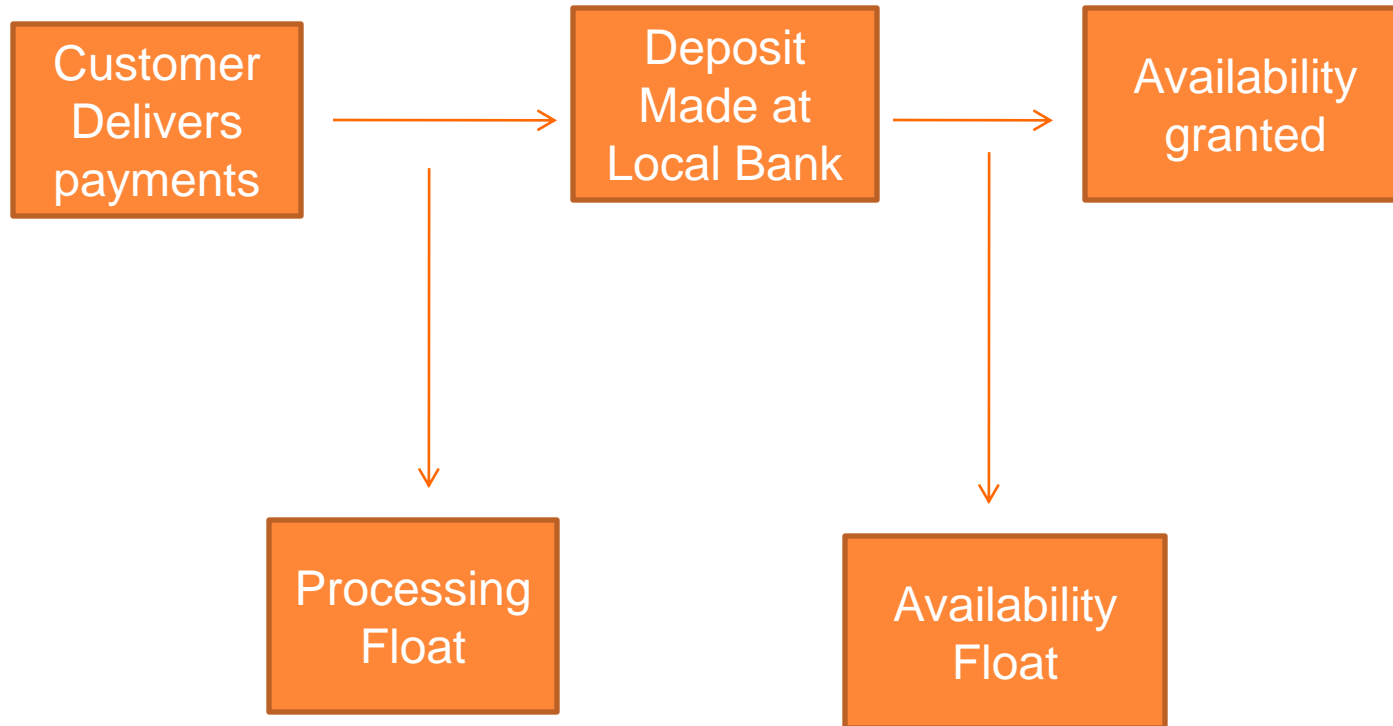 Customer
Delivers
payments
Deposit
Made at
Local Bank
Availability
granted
Processing
Float
Availability
Float